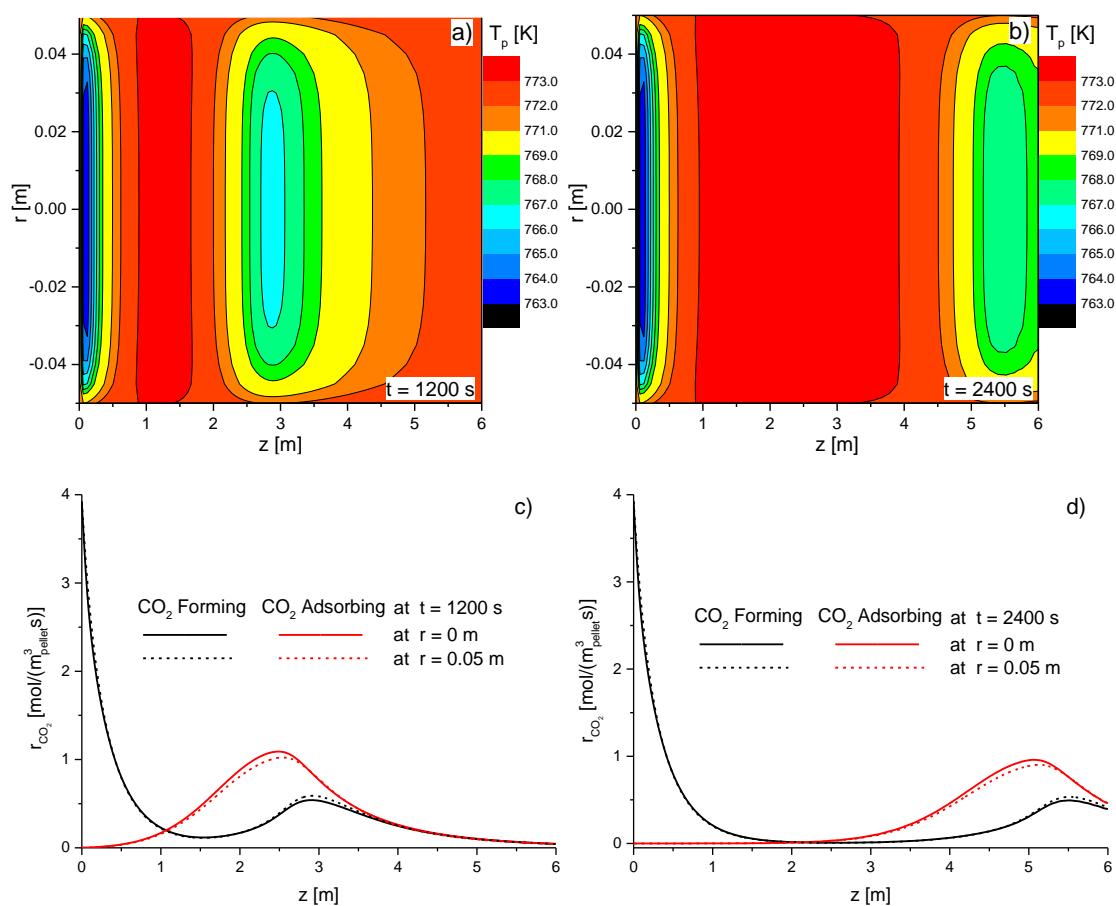 a)
T_p [K]
773.0
772.0
771.0
769.0
768.0
767.0
766.0
765.0
764.0
763.0
0.04
0.02
0.00
-0.02
-0.04
r [m]
t = 1200 s
0 1 2 3 4 5 6
z [m]
b)
T_p [K]
773.0
772.0
771.0
769.0
768.0
767.0
766.0
765.0
764.0
763.0
0.04
0.02
0.00
-0.02
-0.04
r [m]
t = 2400 s
0 1 2 3 4 5 6
z [m]
c)
4
3
2
1
0
r_CO₂ [mol/(m³_pellet s)]
CO₂ Forming CO₂ Adsorbing at t = 1200 s
at r = 0 m
at r = 0.05 m
0 1 2 3 4 5 6
z [m]
d)
4
3
2
1
0
r_CO₂ [mol/(m³_pellet s)]
CO₂ Forming CO₂ Adsorbing at t = 2400 s
at r = 0 m
at r = 0.05 m
0 1 2 3 4 5 6
z [m]